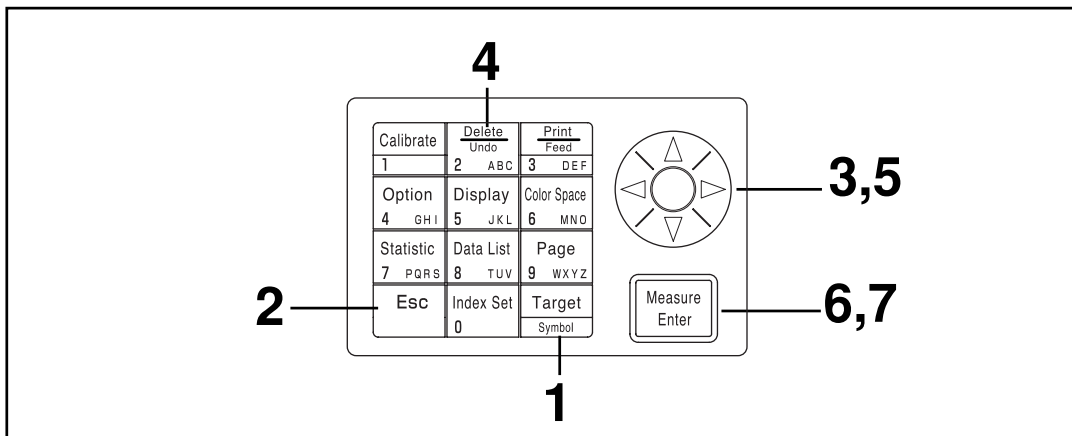 4
Calibrate
1
Delete
Undo
2 ABC
Print
Feed
3 DEF
Option
4 GHI
Display
5 JKL
Color Space
6 MNO
3,5
Statistic
7 PQRS
Data List
8 TUV
Page
9 WXYZ
2
Esc
Index Set
0
Target
Symbol
Measure
Enter
6,7
1